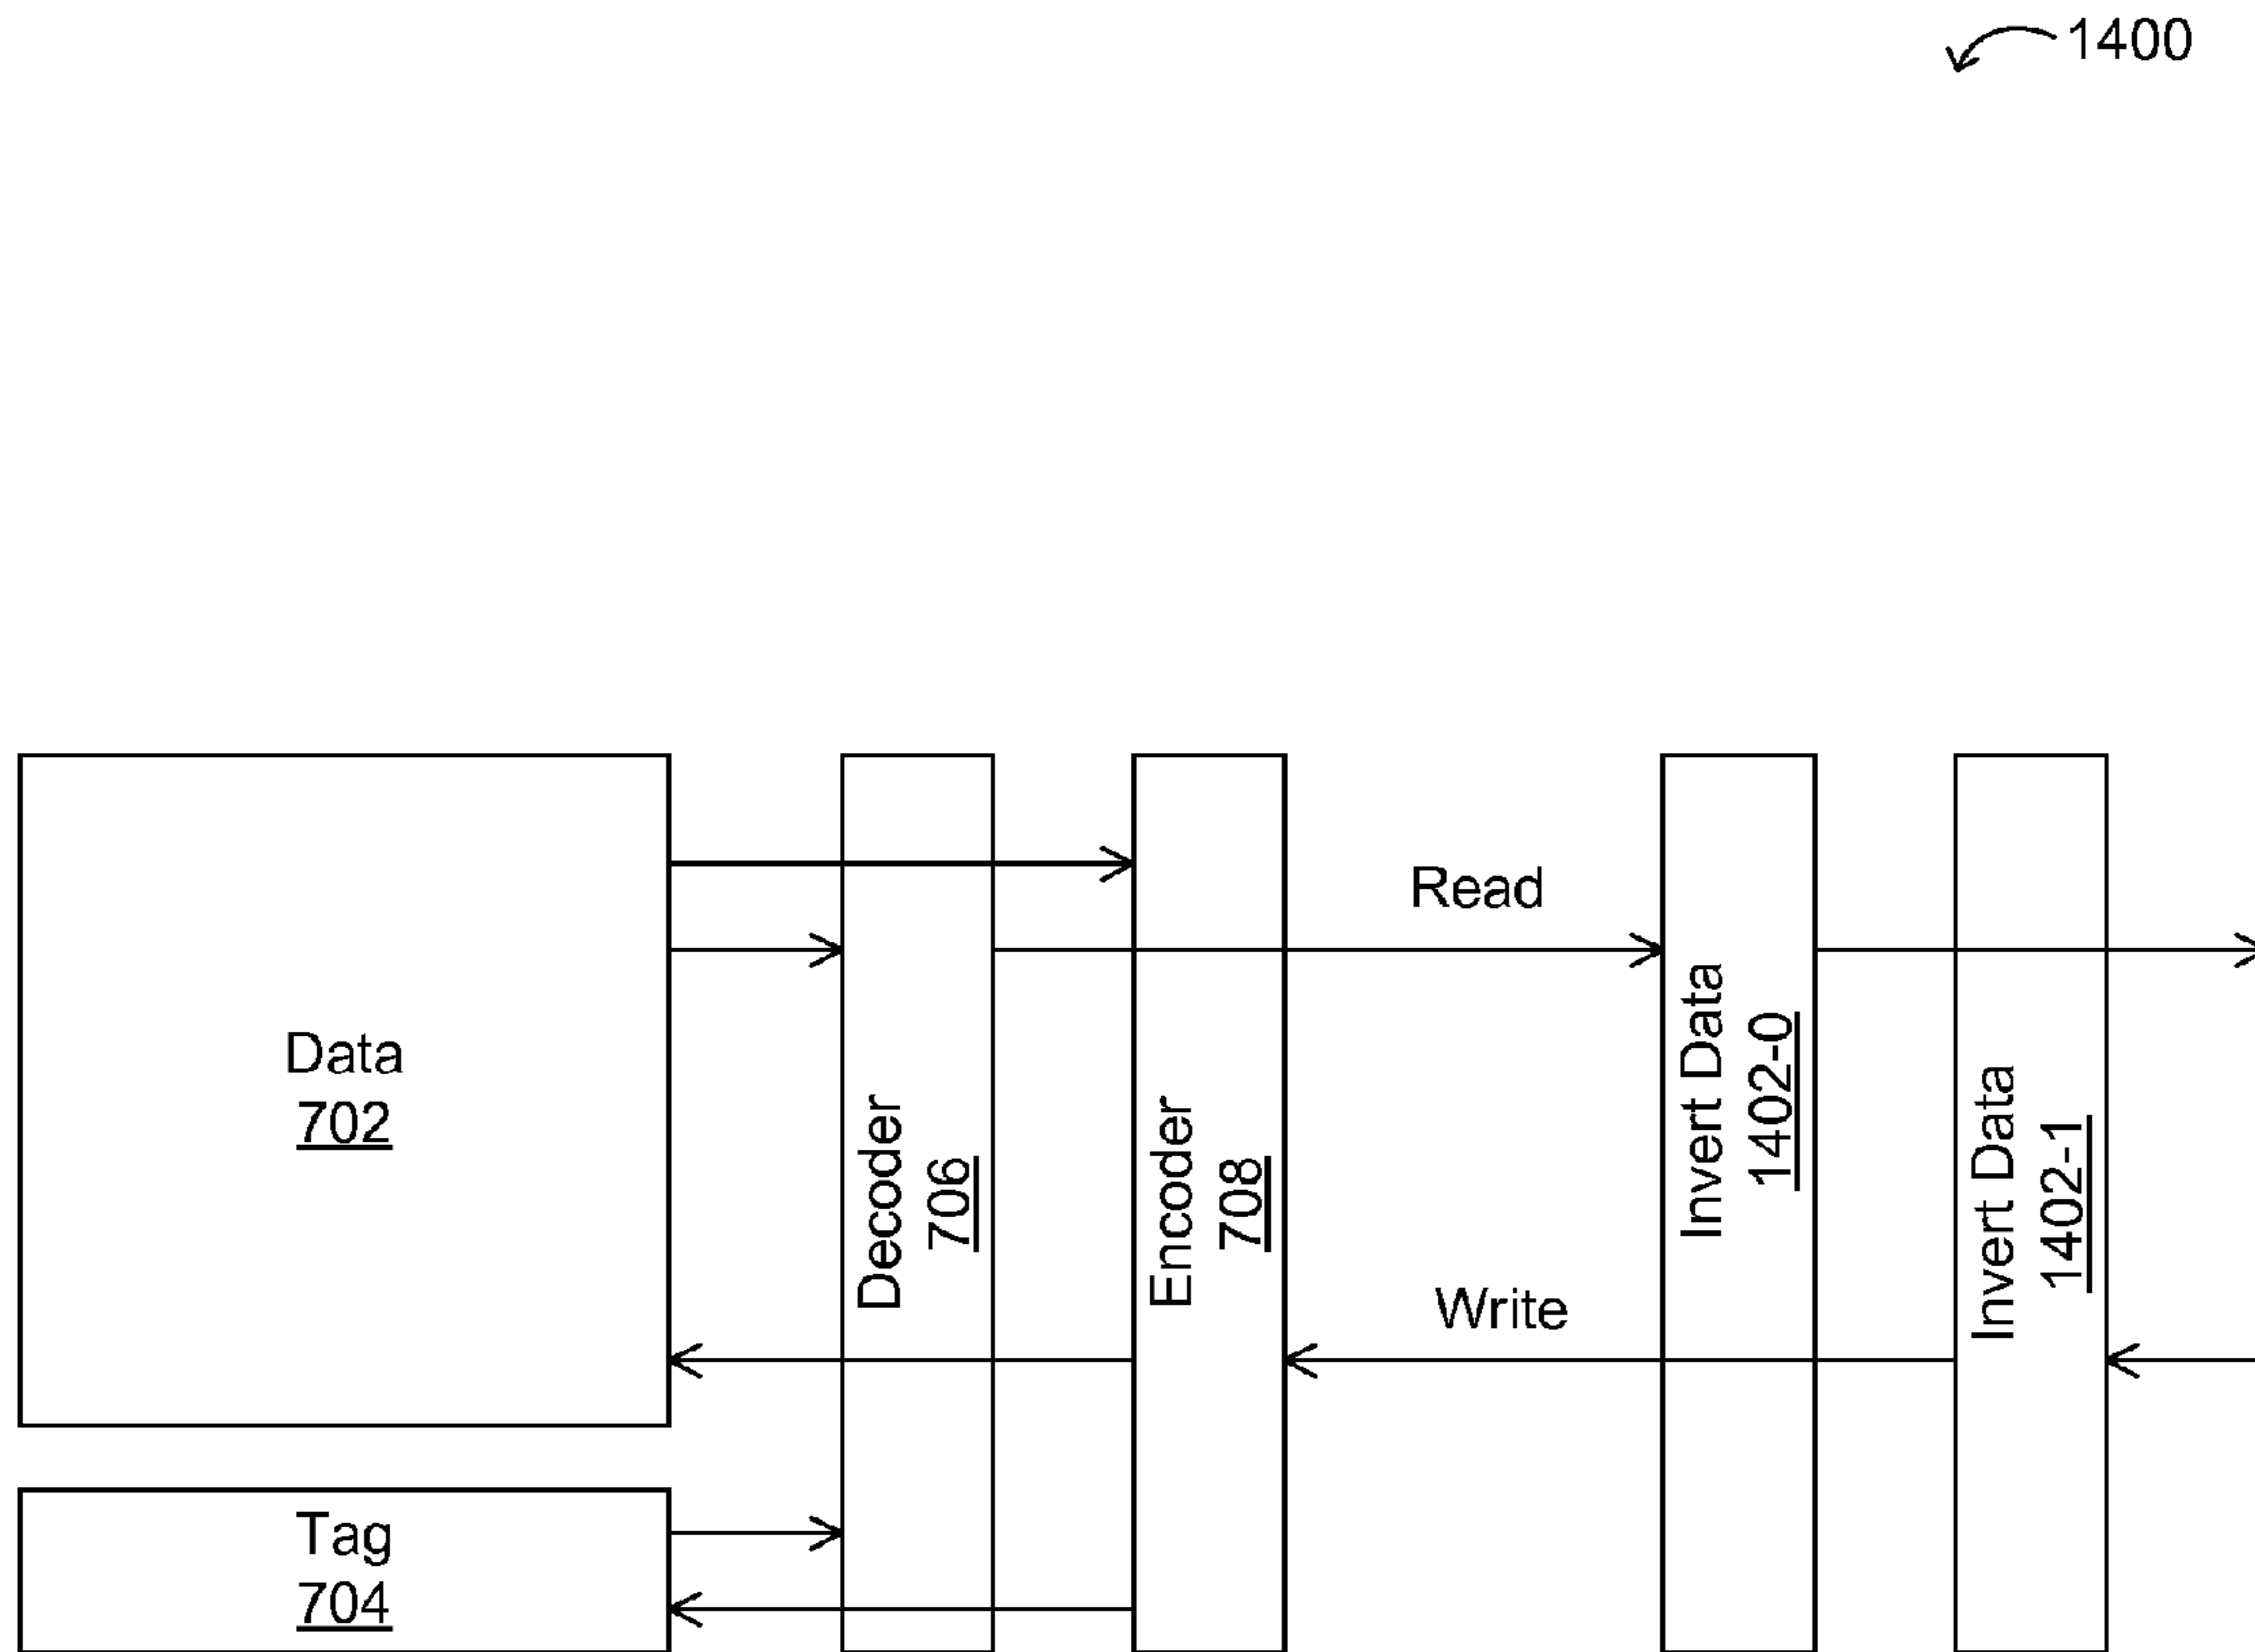 1400
Data
702
Tag
704
Decoder
706
Encoder
708
Read
Write
Invert Data
1402-0
Invert Data
1402-1